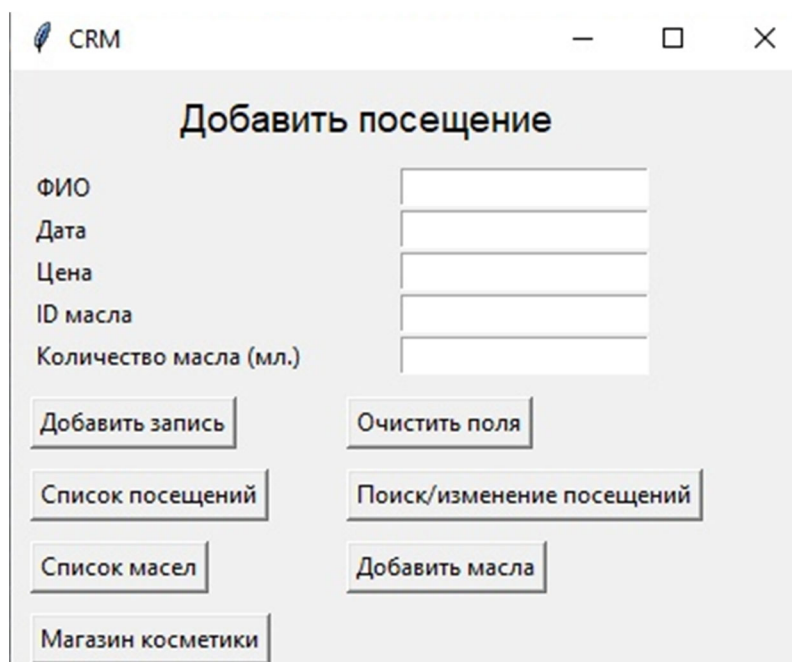 CRM
Добавить посещение
ФИО
Дата
Цена
ID масла
Количество масла (мл.)
Добавить запись Очистить поля
Список посещений Поиск/изменение посещений
Список масел Добавить масла
Магазин косметики